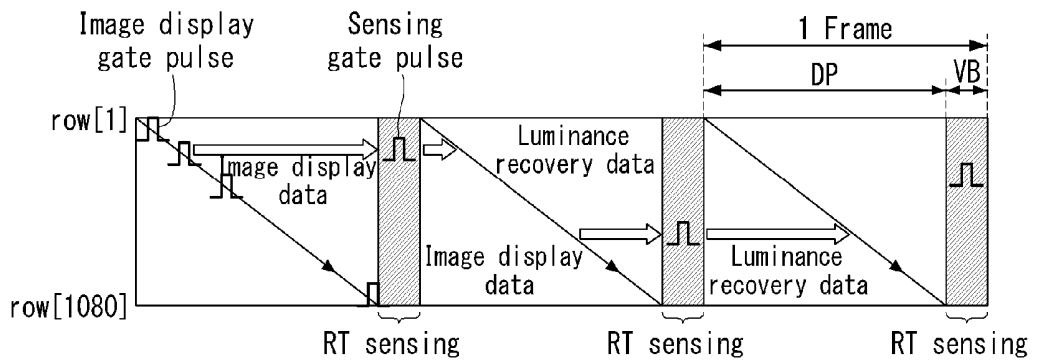 Image display
gate pulse
Sensing
gate pulse
1 Frame
DP
VB
row[1]
Image display
data
Luminance
recovery data
Image display
data
Luminance
recovery data
row[1080]
RT sensing
RT sensing
RT sensing